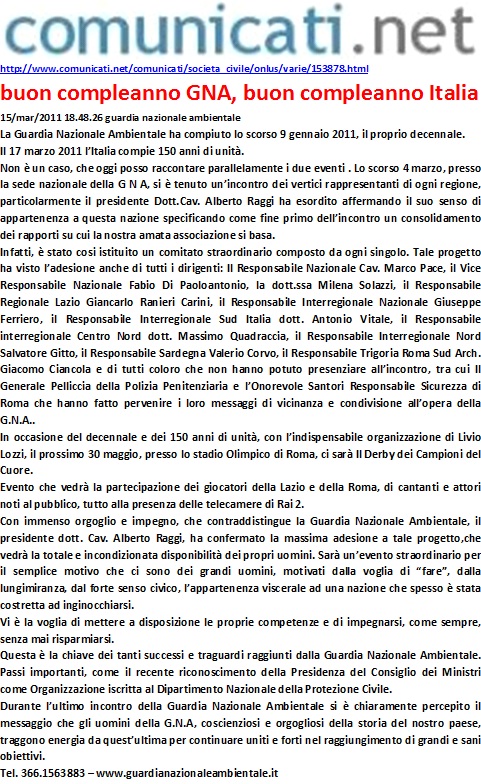 comunicati.net
http://www.comunicati.net/comunicati/societa_civile/onlus/varie/153878.html
buon compleanno GNA, buon compleanno Italia
15/mar/2011 18.48.26 guardia nazionale ambientale
La Guardia Nazionale Ambientale ha compiuto lo scorso 9 gennaio 2011, il proprio decennale.
Il 17 marzo 2011 l'Italia compie 150 anni di unità.
Non è un caso, che oggi posso raccontare parallelamente i due eventi . Lo scorso 4 marzo, presso
la sede nazionale della G N A, si è tenuto un'incontro dei vertici rappresentanti di ogni regione,
particolarmente il presidente Dott.Cav. Alberto Raggi ha esordito affermando il suo senso di
appartenenza a questa nazione specificando come fine primo dell'incontro un consolidamento
dei rapporti su cui la nostra amata associazione si basa.
Infatti, è stato cosi istituito un comitato straordinario composto da ogni singolo. Tale progetto
ha visto l'adesione anche di tutti i dirigenti: Il Responsabile Nazionale Cav. Marco Pace, il Vice
Responsabile Nazionale Fabio Di Paoloantonio, la dott.ssa Milena Solazzi, il Responsabile
Regionale Lazio Giancarlo Ranieri Carini, il Responsabile Interregionale Nazionale Giuseppe
Ferriero, il Responsabile Interregionale Sud Italia dott. Antonio Vitale, il Responsabile
interregionale Centro Nord dott. Massimo Quadraccia, il Responsabile Interregionale Nord
Salvatore Gitto, il Responsabile Sardegna Valerio Corvo, il Responsabile Trigoria Roma Sud Arch.
Giacomo Ciancola e di tutti coloro che non hanno potuto presenziare all'incontro, tra cui Il
Generale Pelliccia della Polizia Penitenziaria e l'Onorevole Santori Responsabile Sicurezza di
Roma che hanno fatto pervenire i loro messaggi di vicinanza e condivisione all'opera della
G.N.A..
In occasione del decennale e dei 150 anni di unità, con l'indispensabile organizzazione di Livio
Lozzi, il prossimo 30 maggio, presso lo stadio Olimpico di Roma, ci sarà Il Derby dei Campioni del
Cuore.
Evento che vedrà la partecipazione dei giocatori della Lazio e della Roma, di cantanti e attori
noti al pubblico, tutto alla presenza delle telecamere di Rai 2.
Con immenso orgoglio e impegno, che contraddistingue la Guardia Nazionale Ambientale, il
presidente dott. Cav. Alberto Raggi, ha confermato la massima adesione a tale progetto,che
vedrà la totale e incondizionata disponibilità dei propri uomini. Sarà un'evento straordinario per
il semplice motivo che ci sono dei grandi uomini, motivati dalla voglia di "fare", dalla
lungimiranza, dal forte senso civico, l'appartenenza viscerale ad una nazione che spesso è stata
costretta ad inginocchiarsi.
Vi è la voglia di mettere a disposizione le proprie competenze e di impegnarsi, come sempre,
senza mai risparmiarsi.
Questa è la chiave dei tanti successi e traguardi raggiunti dalla Guardia Nazionale Ambientale.
Passi importanti, come il recente riconoscimento della Presidenza del Consiglio dei Ministri
come Organizzazione iscritta al Dipartimento Nazionale della Protezione Civile.
Durante l'ultimo incontro della Guardia Nazionale Ambientale si è chiaramente percepito il
messaggio che gli uomini della G.N.A, coscienziosi e orgogliosi della storia del nostro paese,
traggono energia da quest'ultima per continuare uniti e forti nel raggiungimento di grandi e sani
obiettivi.
Tel. 366.1563883 – www.guardianazionaleambientale.it